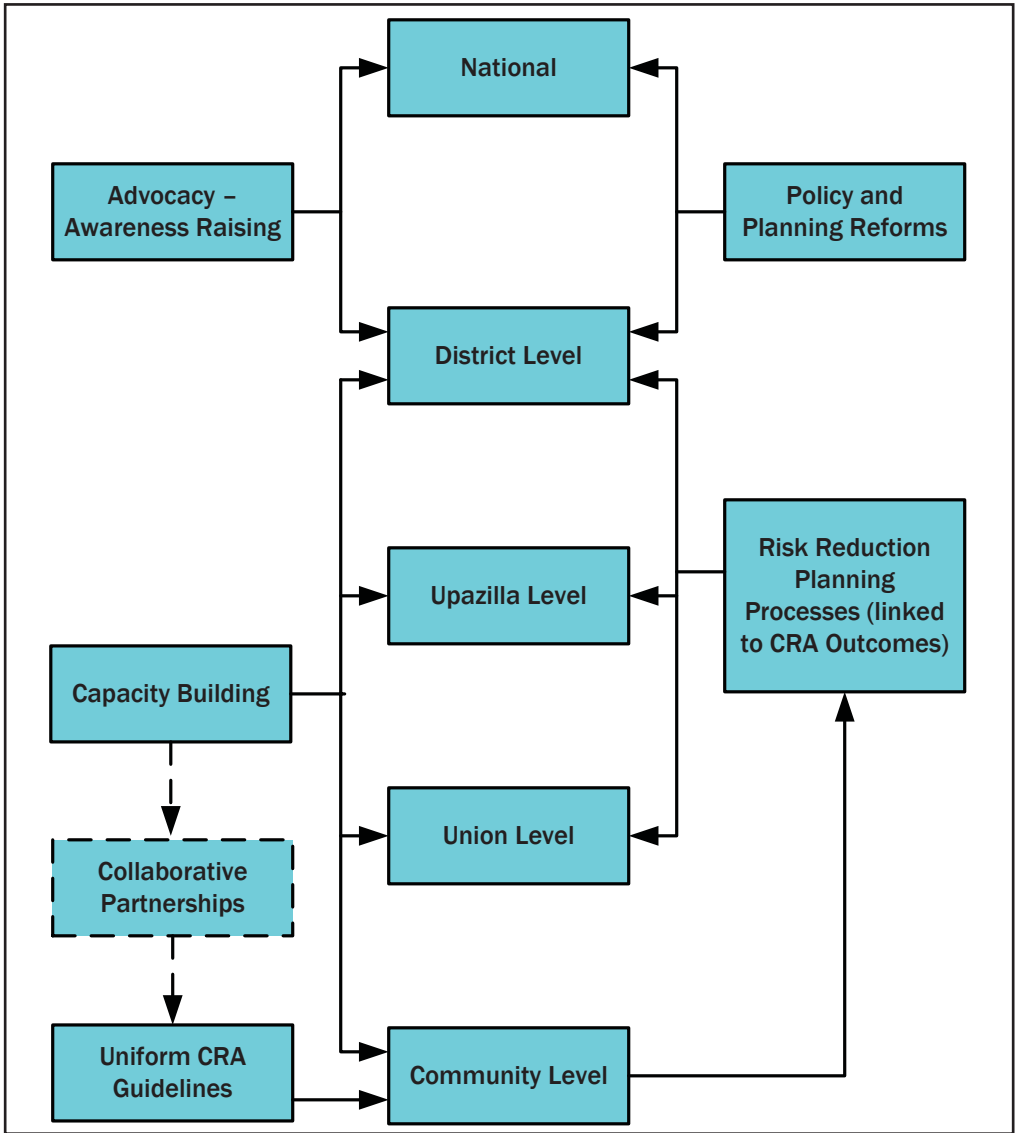 National
Advocacy –
Awareness Raising
Policy and
Planning Reforms
District Level
Upazilla Level
Risk Reduction
Planning
Processes (linked
to CRA Outcomes)
Capacity Building
Union Level
Collaborative
Partnerships
Uniform CRA
Guidelines
Community Level